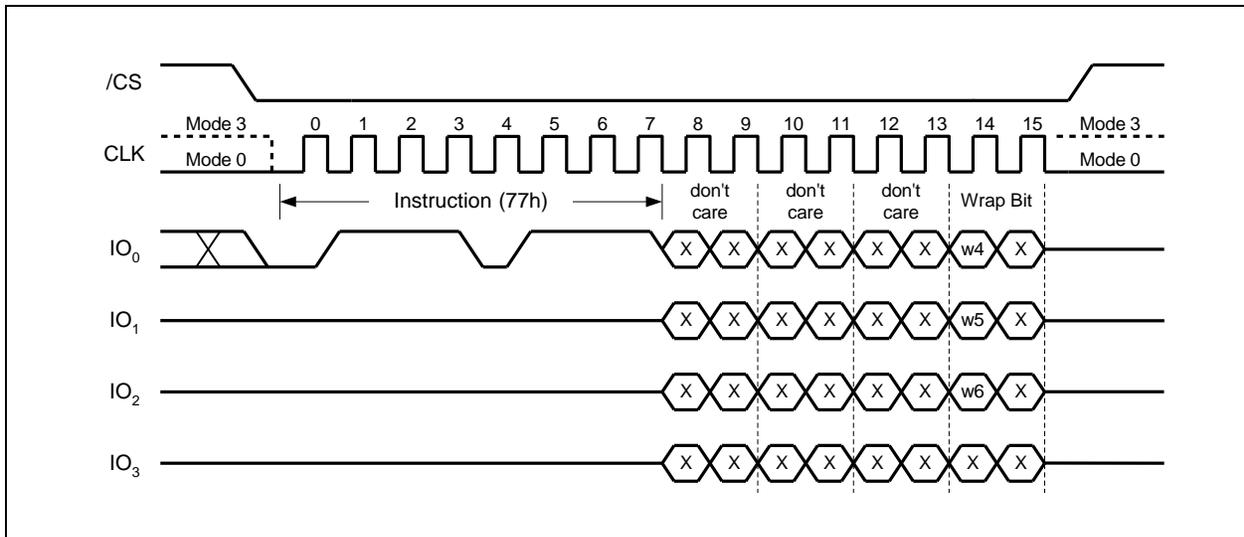 /CS
Mode 3 0 1 2 3 4 5 6 7 8 9 10 11 12 13 14 15 Mode 3
CLK
Mode 0 Mode 0
Instruction (77h) don't care don't care don't care Wrap Bit
IO0 X X X X X X w4 X
IO1 X X X X X X w5 X
IO2 X X X X X X w6 X
IO3 X X X X X X X X